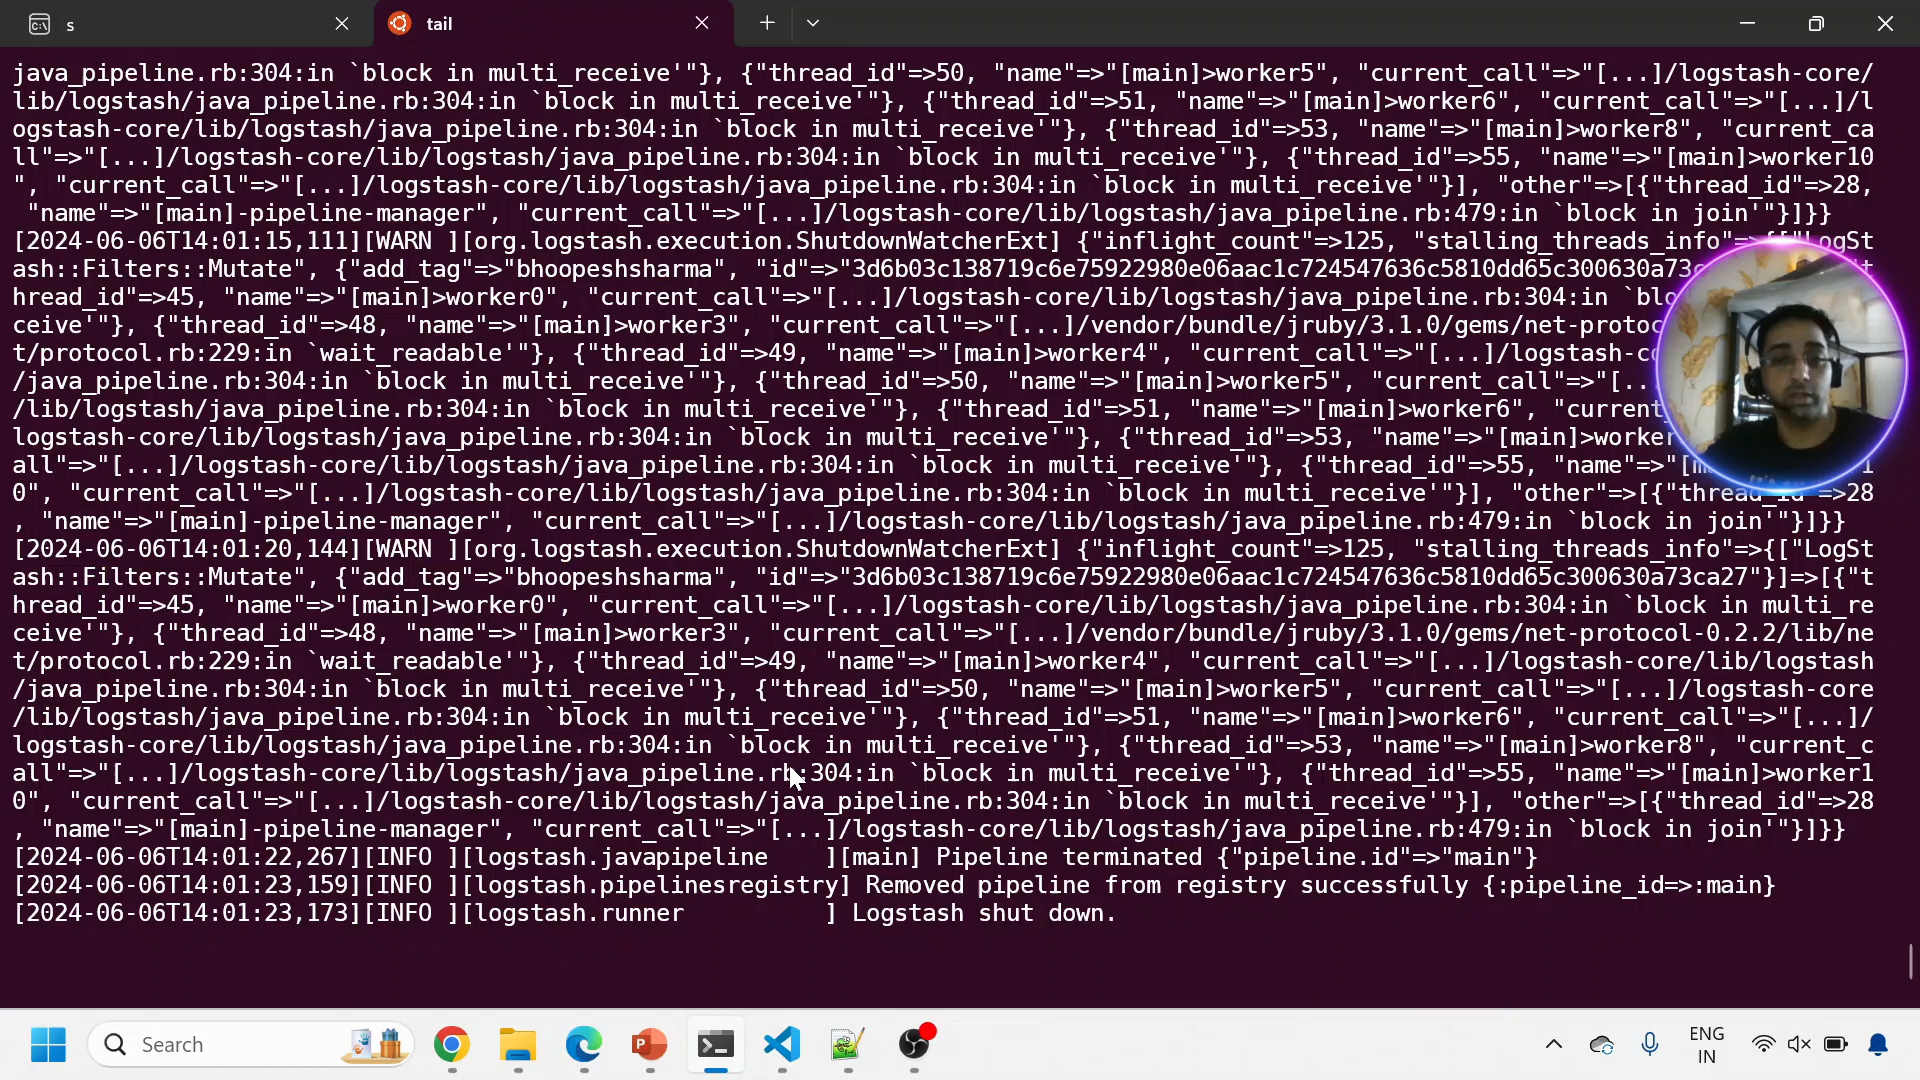 s
tail
java_pipeline.rb:304:in `block in multi_receive'"}, {"thread_id"=>50, "name"=>"[main]>worker5", "current_call"=>"[...]/logstash-core/
lib/logstash/java_pipeline.rb:304:in `block in multi_receive'"}, {"thread_id"=>51, "name"=>"[main]>worker6", "current_call"=>"[...]/l
ogstash-core/lib/logstash/java_pipeline.rb:304:in `block in multi_receive'"}, {"thread_id"=>53, "name"=>"[main]>worker8", "current_ca
ll"=>"[...]/logstash-core/lib/logstash/java_pipeline.rb:304:in `block in multi_receive'"}, {"thread_id"=>55, "name"=>"[main]>worker10
", "current_call"=>"[...]/logstash-core/lib/logstash/java_pipeline.rb:304:in `block in multi_receive'"}], "other"=>[{"thread_id"=>28,
"name"=>"[main]-pipeline-manager", "current_call"=>"[...]/logstash-core/lib/logstash/java_pipeline.rb:479:in `block in join'"}]}}
[2024-06-06T14:01:15,111][WARN ][org.logstash.execution.ShutdownWatcherExt] {"inflight_count"=>125, "stalling_threads_info"=>{["LogSt
ash::Filters::Mutate", {"add_tag"=>"bhoopeshsharma", "id"=>"3d6b03c138719c6e75922980e06aac1c724547636c5810dd65c300630a73c
hread_id"=>45, "name"=>"[main]>worker0", "current_call"=>"[...]/logstash-core/lib/logstash/java_pipeline.rb:304:in `blo
ceive'"}, {"thread_id"=>48, "name"=>"[main]>worker3", "current_call"=>"[...]/vendor/bundle/jruby/3.1.0/gems/net-protoc
t/protocol.rb:229:in `wait_readable'"}, {"thread_id"=>49, "name"=>"[main]>worker4", "current_call"=>"[...]/logstash-c
/java_pipeline.rb:304:in `block in multi_receive'"}, {"thread_id"=>50, "name"=>"[main]>worker5", "current_call"=>"[..
/lib/logstash/java_pipeline.rb:304:in `block in multi_receive'"}, {"thread_id"=>51, "name"=>"[main]>worker6", "current
logstash-core/lib/logstash/java_pipeline.rb:304:in `block in multi_receive'"}, {"thread_id"=>53, "name"=>"[main]>worker
all"=>"[...]/logstash-core/lib/logstash/java_pipeline.rb:304:in `block in multi_receive'"}, {"thread_id"=>55, "name"=>"[m 1
0", "current_call"=>"[...]/logstash-core/lib/logstash/java_pipeline.rb:304:in `block in multi_receive'"}], "other"=>[{"thread_id"=>28
, "name"=>"[main]-pipeline-manager", "current_call"=>"[...]/logstash-core/lib/logstash/java_pipeline.rb:479:in `block in join'"}]}}
[2024-06-06T14:01:20,144][WARN ][org.logstash.execution.ShutdownWatcherExt] {"inflight_count"=>125, "stalling_threads_info"=>{["LogSt
ash::Filters::Mutate", {"add_tag"=>"bhoopeshsharma", "id"=>"3d6b03c138719c6e75922980e06aac1c724547636c5810dd65c300630a73ca27"}]=>[{"t
hread_id"=>45, "name"=>"[main]>worker0", "current_call"=>"[...]/logstash-core/lib/logstash/java_pipeline.rb:304:in `block in multi_re
ceive'"}, {"thread_id"=>48, "name"=>"[main]>worker3", "current_call"=>"[...]/vendor/bundle/jruby/3.1.0/gems/net-protocol-0.2.2/lib/ne
t/protocol.rb:229:in `wait_readable'"}, {"thread_id"=>49, "name"=>"[main]>worker4", "current_call"=>"[...]/logstash-core/lib/logstash
/java_pipeline.rb:304:in `block in multi_receive'"}, {"thread_id"=>50, "name"=>"[main]>worker5", "current_call"=>"[...]/logstash-core
/lib/logstash/java_pipeline.rb:304:in `block in multi_receive'"}, {"thread_id"=>51, "name"=>"[main]>worker6", "current_call"=>"[...]/
logstash-core/lib/logstash/java_pipeline.rb:304:in `block in multi_receive'"}, {"thread_id"=>53, "name"=>"[main]>worker8", "current_c
all"=>"[...]/logstash-core/lib/logstash/java_pipeline.rb:304:in `block in multi_receive'"}, {"thread_id"=>55, "name"=>"[main]>worker1
0", "current_call"=>"[...]/logstash-core/lib/logstash/java_pipeline.rb:304:in `block in multi_receive'"}], "other"=>[{"thread_id"=>28
, "name"=>"[main]-pipeline-manager", "current_call"=>"[...]/logstash-core/lib/logstash/java_pipeline.rb:479:in `block in join'"}]}}
[2024-06-06T14:01:22,267][INFO ][logstash.javapipeline    ][main] Pipeline terminated {"pipeline.id"=>"main"}
[2024-06-06T14:01:23,159][INFO ][logstash.pipelinesregistry] Removed pipeline from registry successfully {:pipeline_id=>:main}
[2024-06-06T14:01:23,173][INFO ][logstash.runner          ] Logstash shut down.
Search
ENG
IN